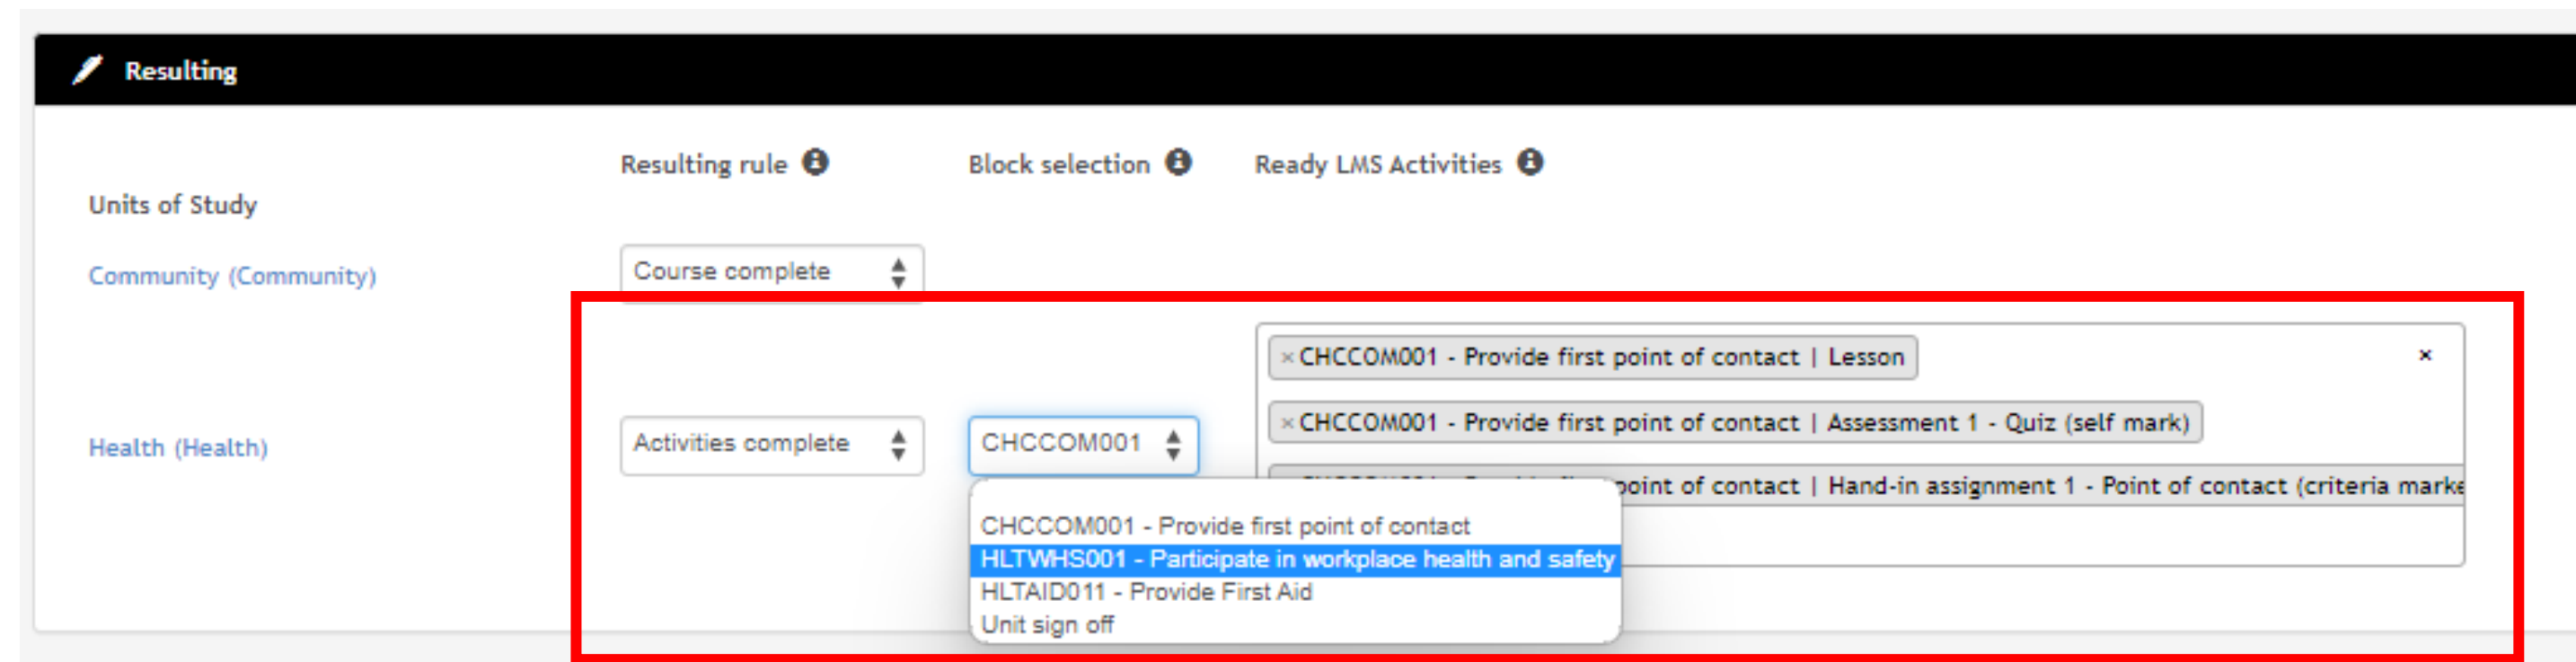 Resulting
Resulting rule
Block selection
Ready LMS Activities
Units of Study
Community (Community)
Course complete
×CHCCOM001 - Provide first point of contact | Lesson
×
×CHCCOM001 - Provide first point of contact | Assessment 1 - Quiz (self mark)
Health (Health)
Activities complete
CHCCOM001
point of contact | Hand-in assignment 1 - Point of contact (criteria marke
CHCCOM001 - Provide first point of contact
HLTWHS001 - Participate in workplace health and safety
HLTAID011 - Provide First Aid
Unit sign off